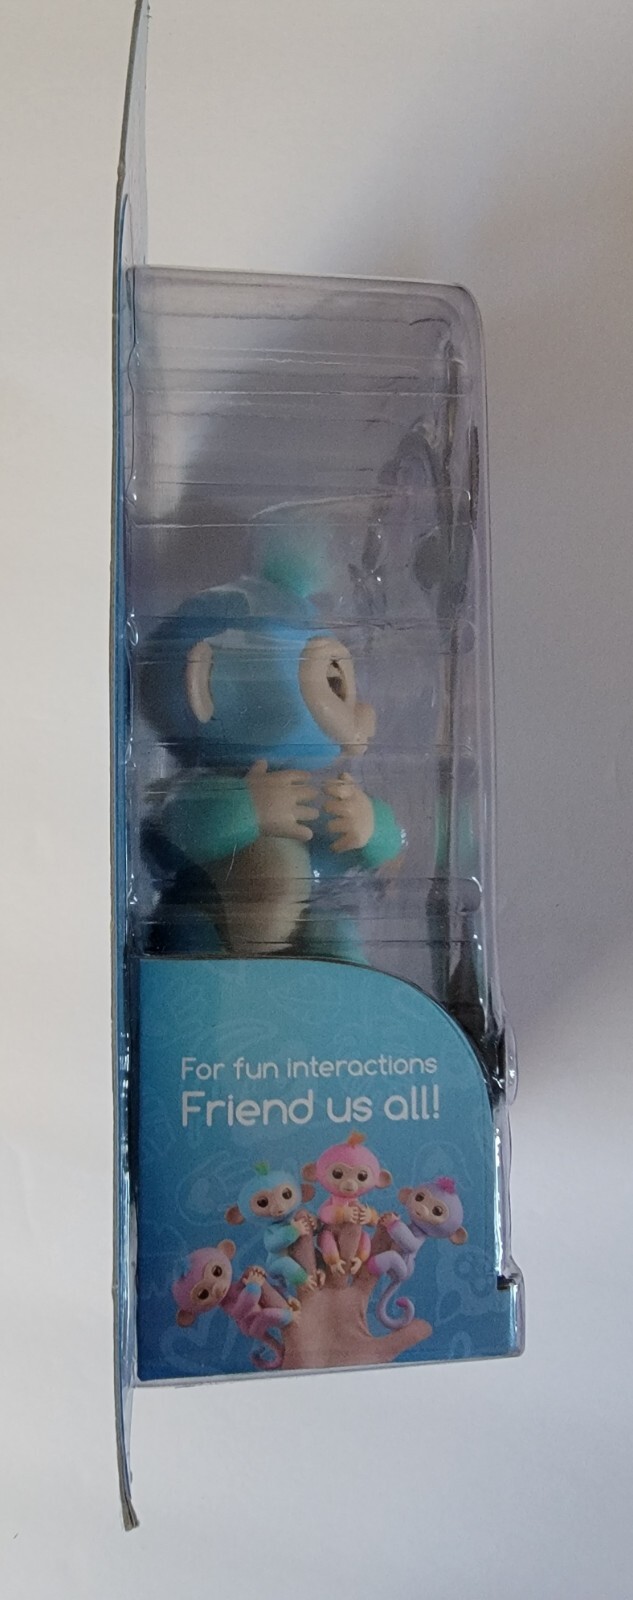 For fun interactions
Friend us all!